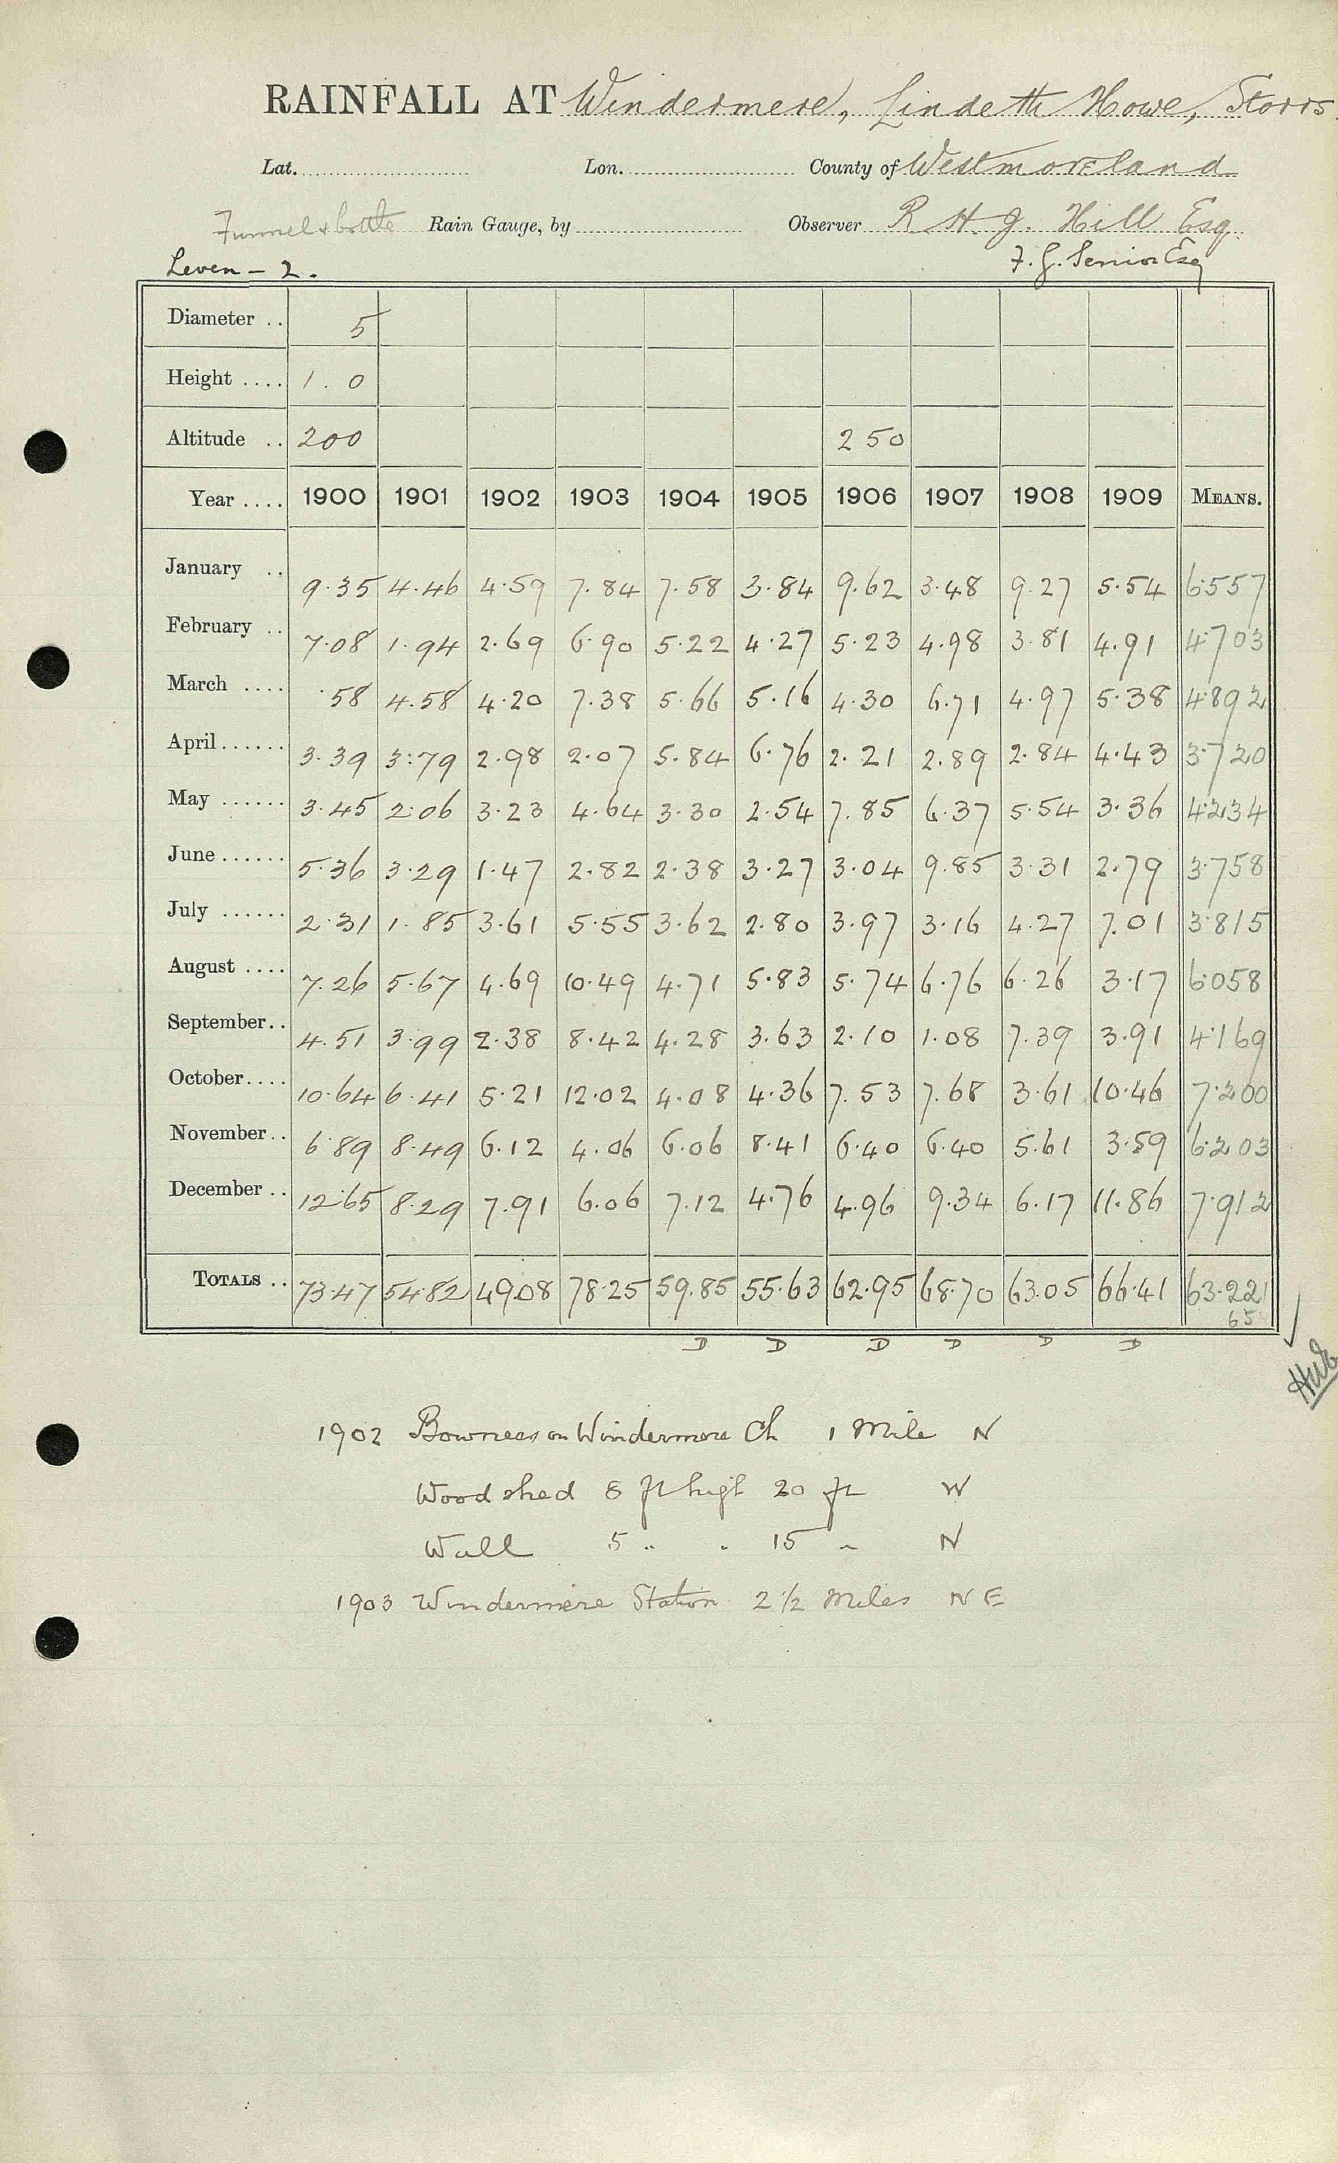 RAINFALL AT Windermere, Lindeth Howe, Storrs.
Lat. Lon. County of Westmoreland
Funnel & bottle Rain Gauge, by Observer R. H. J. Hill Esq.
Leven – 2. F. G. Senior Esq
Diameter .. 5
Height .... 1.0
Altitude .. 200 250
Year .... 1900 1901 1902 1903 1904 1905 1906 1907 1908 1909 MEANS.
January .. 9.35 4.46 4.59 7.84 7.58 3.84 9.62 3.48 9.27 5.54 6.557
February .. 7.08 1.94 2.69 6.90 5.22 4.27 5.23 4.98 3.81 4.91 4.703
March .... .58 4.58 4.20 7.38 5.66 5.16 4.30 6.71 4.97 5.38 4.892
April...... 3.39 3.79 2.98 2.07 5.84 6.76 2.21 2.89 2.84 4.43 3.720
May ...... 3.45 2.06 3.23 4.64 3.30 2.54 7.85 6.37 5.54 3.36 4.234
June...... 5.36 3.29 1.47 2.82 2.38 3.27 3.04 9.85 3.31 2.79 3.758
July ...... 2.31 1.85 3.61 5.55 3.62 2.80 3.97 3.16 4.27 7.01 3.815
August .... 7.26 5.67 4.69 10.49 4.71 5.83 5.74 6.76 6.26 3.17 6.058
September.. 4.51 3.99 2.38 8.42 4.28 3.63 2.10 1.08 7.39 3.91 4.169
October.... 10.64 6.41 5.21 12.02 4.08 4.36 7.53 7.68 3.61 10.46 7.200
November.. 6.89 8.49 6.12 4.06 6.06 8.41 6.40 6.40 5.61 3.59 6.203
December .. 12.65 8.29 7.91 6.06 7.12 4.76 4.96 9.34 6.17 11.86 7.912
TOTALS .. 73.47 54.82 49.08 78.25 59.85 55.63 62.95 68.70 63.05 66.41 63.221
65
D D D D D D
1902 Bowness on Windermere Ch 1 Mile N
Wood shed 8 ft high 20 ft W
Wall 5 " " 15 " N
1903 Windermere Station 2 1/2 Miles N E